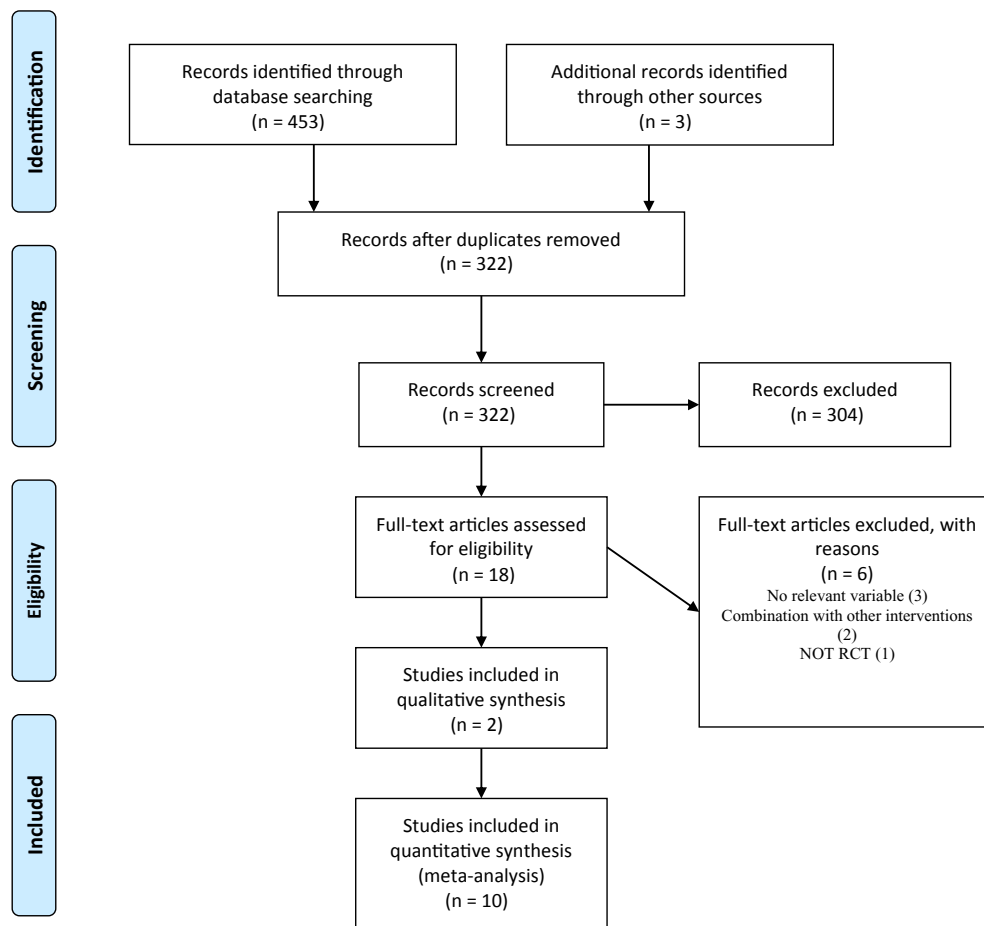 Identification
Records identified through
database searching
(n = 453)
Additional records identified
through other sources
(n = 3)
Records after duplicates removed
(n = 322)
Screening
Records screened
(n = 322)
Records excluded
(n = 304)
Eligibility
Full-text articles assessed
for eligibility
(n = 18)
Full-text articles excluded, with
reasons
(n = 6)
No relevant variable (3)
Combination with other interventions
(2)
NOT RCT (1)
Studies included in
qualitative synthesis
(n = 2)
Included
Studies included in
quantitative synthesis
(meta-analysis)
(n = 10)